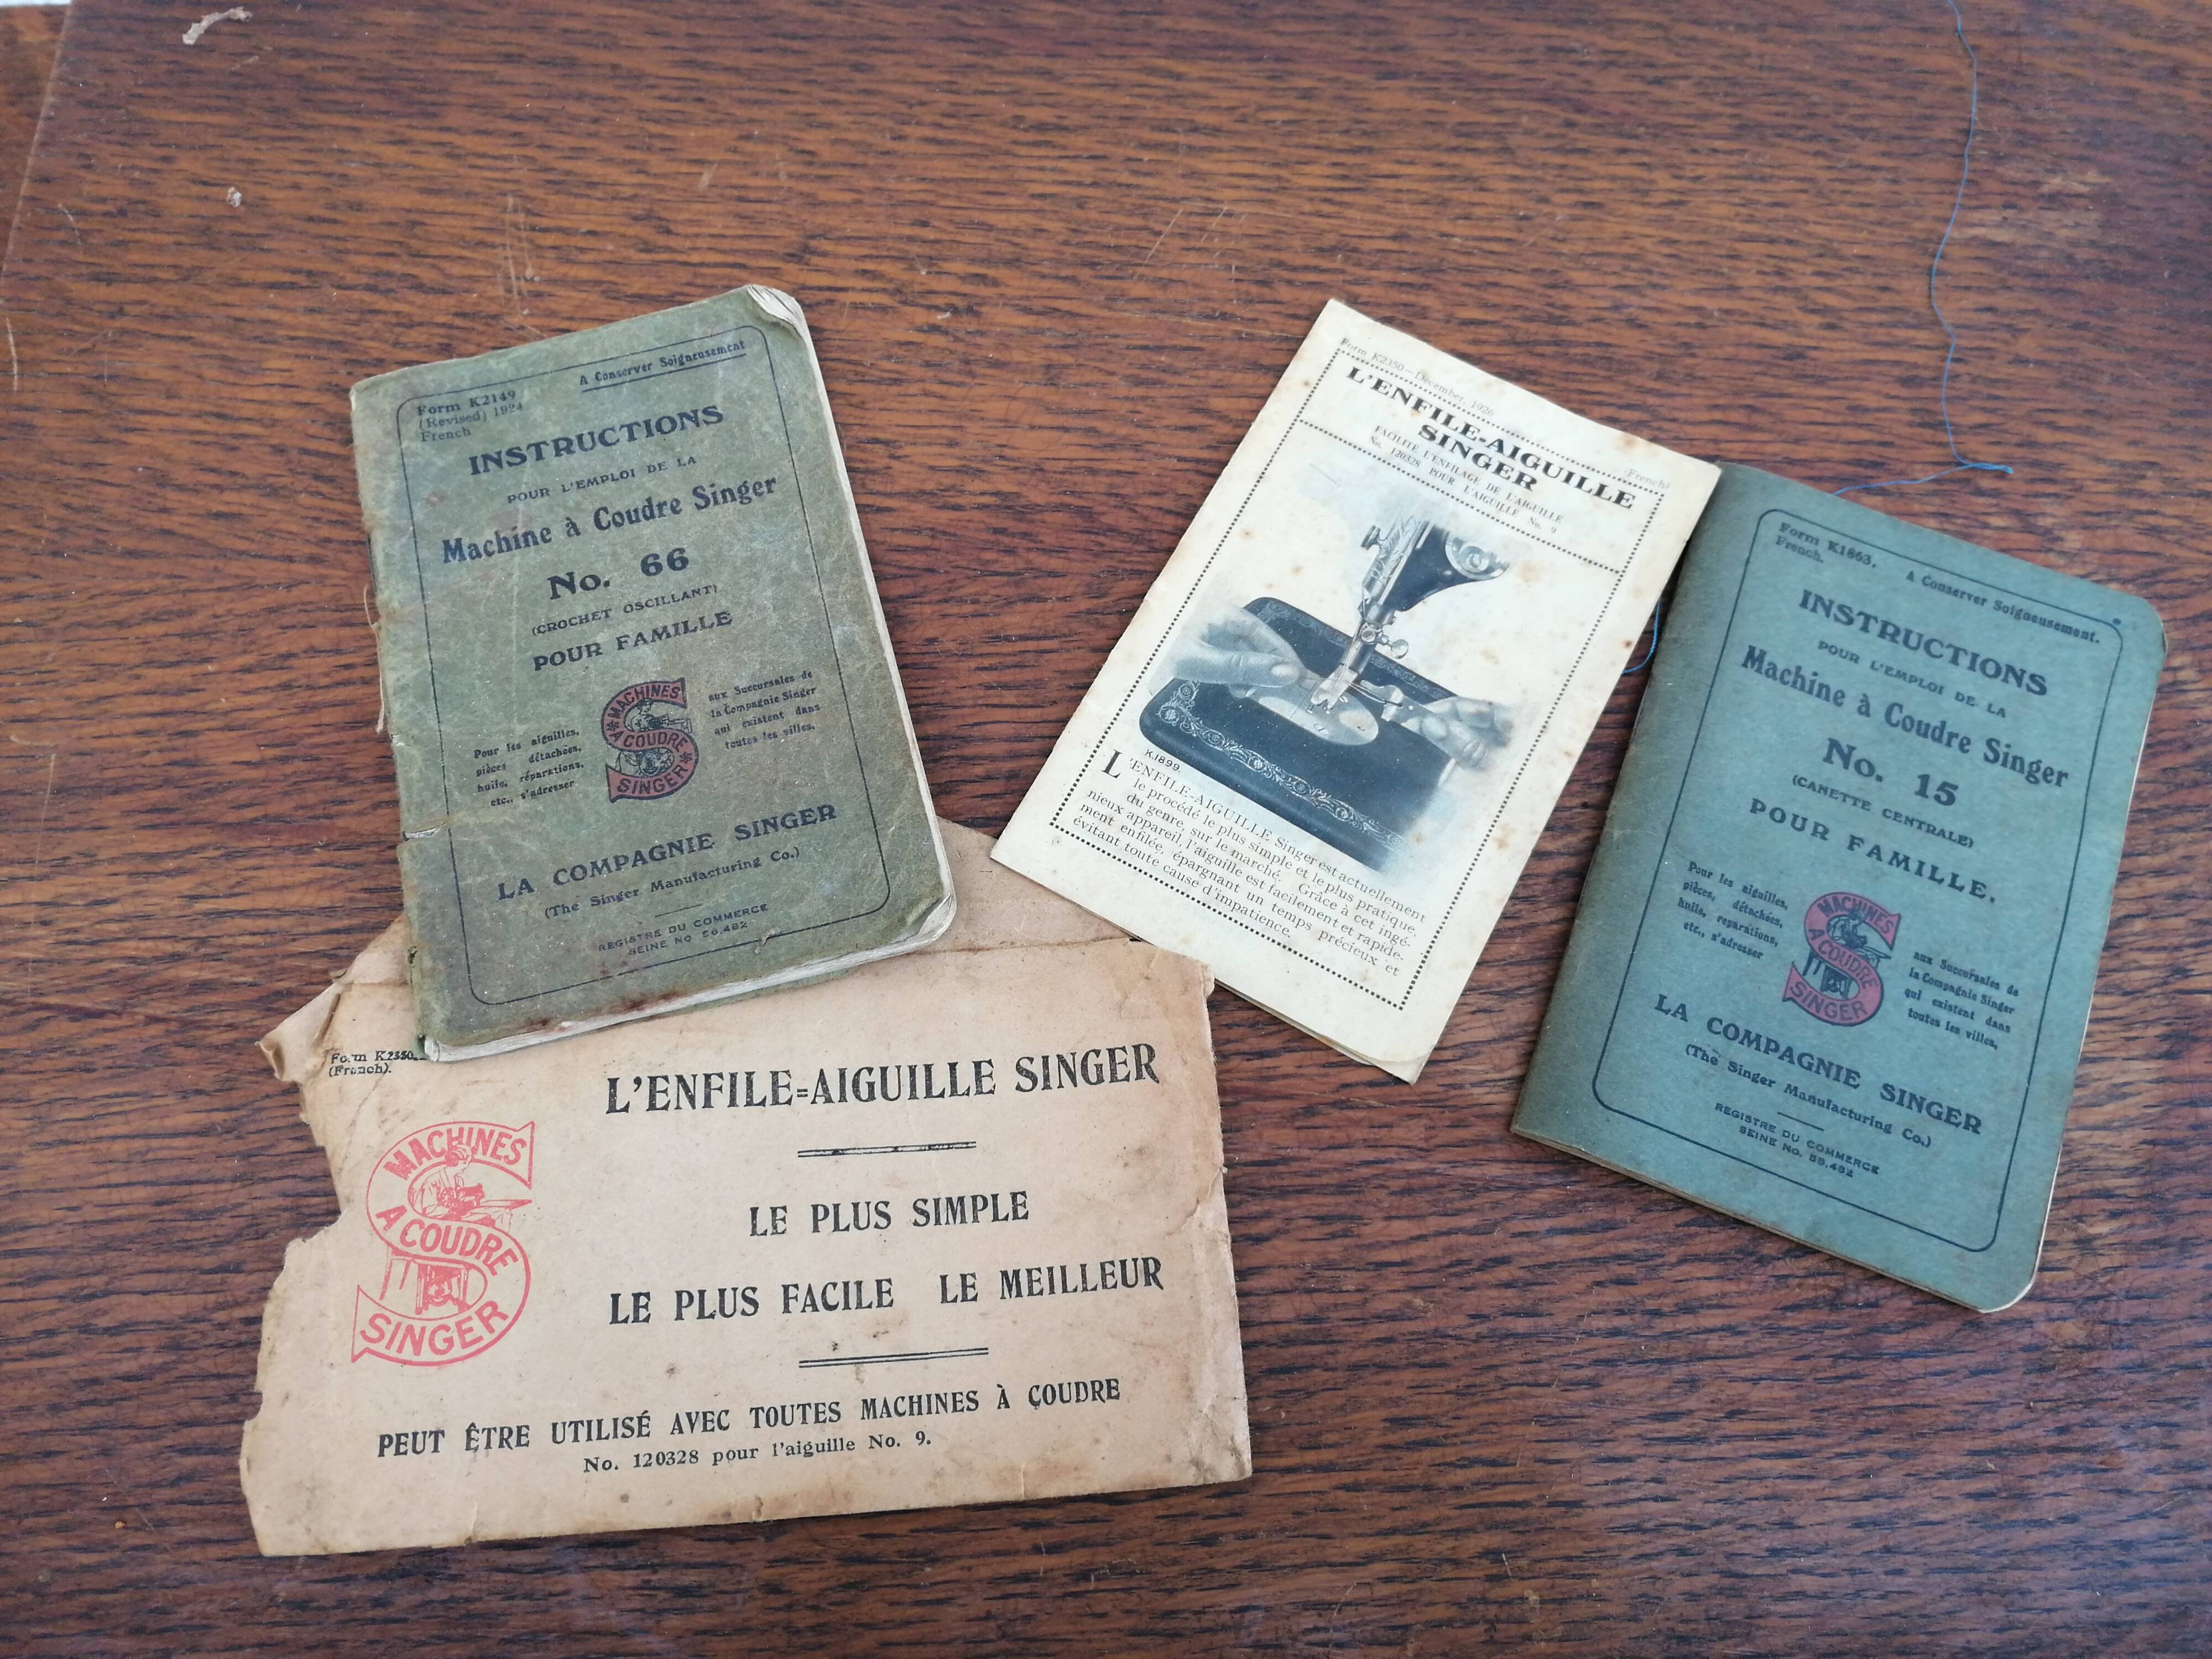 A Conserver Soigneusement
Form K2149
(Revised) 1924
French
INSTRUCTIONS
POUR L'EMPLOI DE LA
Machine à Coudre Singer
No. 66
(CROCHET OSCILLANT)
POUR FAMILLE
Pour les aiguilles,
pièces détachées,
huile, réparations,
etc., s'adresser
MACHINES
A COUDRE
SINGER
aux Succursales de
la Compagnie Singer
qui existent dans
toutes les villes.
LA COMPAGNIE SINGER
(The Singer Manufacturing Co.)
REGISTRE DU COMMERCE
SEINE No 56.482
Form K2350
(French).
L'ENFILE=AIGUILLE SINGER
MACHINES
A COUDRE
SINGER
LE PLUS SIMPLE
LE PLUS FACILE LE MEILLEUR
PEUT ÊTRE UTILISÉ AVEC TOUTES MACHINES À COUDRE
No. 120328 pour l'aiguille No. 9.
Form K2350—December, 1926
(French)
L'ENFILE-AIGUILLE
SINGER
FACILITE L'ENFILAGE DE L'AIGUILLE
No. 120328 POUR L'AIGUILLE No. 9
K.1899
L'ENFILE-AIGUILLE Singer est actuellement
le procédé le plus simple et le plus pratique,
du genre, sur le marché. Grâce à cet ingé-
nieux appareil, l'aiguille est facilement et rapide-
ment enfilée, épargnant un temps précieux et
évitant toute cause d'impatience.
Form K1863.
French.
A Conserver Soigneusement.
INSTRUCTIONS
POUR L'EMPLOI DE LA
Machine à Coudre Singer
No. 15
(CANETTE CENTRALE)
POUR FAMILLE.
Pour les aiguilles,
pièces, détachées,
huile, reparations,
etc., s'adresser
MACHINES
A COUDRE
SINGER
aux Succursales de
la Compagnie Singer
qui existent dans
toutes les villes,
LA COMPAGNIE SINGER
(The Singer Manufacturing Co.)
REGISTRE DU COMMERCE
SEINE No. 56.482